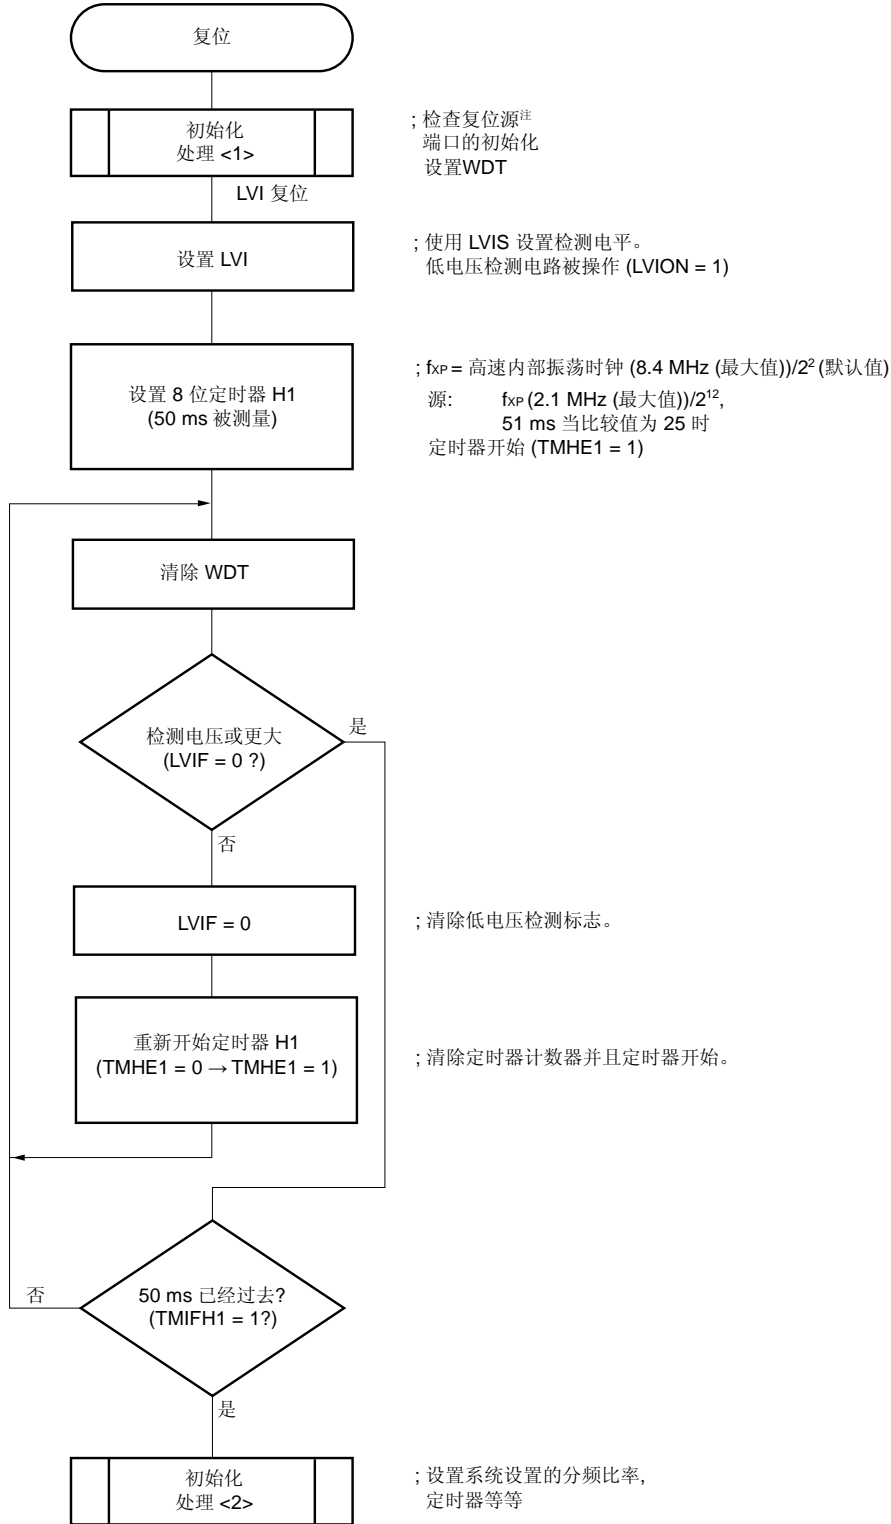 复位
初始化
处理 <1>
; 检查复位源注
端口的初始化
设置WDT
LVI 复位
设置 LVI
; 使用 LVIS 设置检测电平。
低电压检测电路被操作 (LVION = 1)
设置 8 位定时器 H1
(50 ms 被测量)
; fXP = 高速内部振荡时钟 (8.4 MHz (最大值))/2² (默认值)
源: fXP (2.1 MHz (最大值))/2¹²,
51 ms 当比较值为 25 时
定时器开始 (TMHE1 = 1)
清除 WDT
检测电压或更大
(LVIF = 0 ?)
是
否
LVIF = 0
; 清除低电压检测标志。
重新开始定时器 H1
(TMHE1 = 0 → TMHE1 = 1)
; 清除定时器计数器并且定时器开始。
50 ms 已经过去?
(TMIFH1 = 1?)
否
是
初始化
处理 <2>
; 设置系统设置的分频比率,
定时器等等